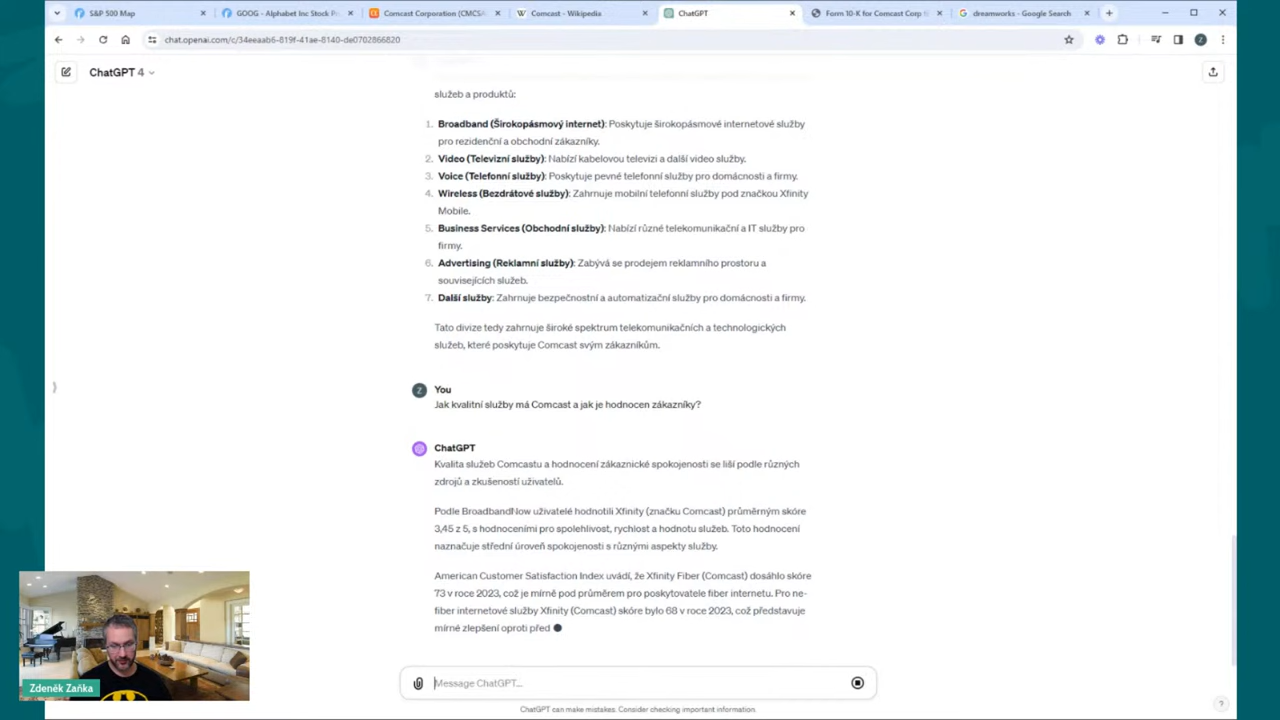 S&P 500 Map
GOOG - Alphabet Inc Stock P
Comcast Corporation (CMCSA
Comcast - Wikipedia
ChatGPT
Form 10-K for Comcast Corp
dreamworks - Google Search
chat.openai.com/c/34eeaab6-819f-41ae-8140-de0702866820
ChatGPT 4
služeb a produktů:
1. Broadband (Širokopásmový internet): Poskytuje širokopásmové internetové služby
pro rezidenční a obchodní zákazníky.
2. Video (Televizní služby): Nabízí kabelovou televizi a další video služby.
3. Voice (Telefonní služby): Poskytuje pevné telefonní služby pro domácnosti a firmy.
4. Wireless (Bezdrátové služby): Zahrnuje mobilní telefonní služby pod značkou Xfinity
Mobile.
5. Business Services (Obchodní služby): Nabízí různé telekomunikační a IT služby pro
firmy.
6. Advertising (Reklamní služby): Zabývá se prodejem reklamního prostoru a
souvisejících služeb.
7. Další služby: Zahrnuje bezpečnostní a automatizační služby pro domácnosti a firmy.
Tato divize tedy zahrnuje široké spektrum telekomunikačních a technologických
služeb, které poskytuje Comcast svým zákazníkům.
Z
You
Jak kvalitní služby má Comcast a jak je hodnocen zákazníky?
ChatGPT
Kvalita služeb Comcastu a hodnocení zákaznické spokojenosti se liší podle různých
zdrojů a zkušeností uživatelů.
Podle BroadbandNow uživatelé hodnotili Xfinity (značku Comcast) průměrným skóre
3,45 z 5, s hodnoceními pro spolehlivost, rychlost a hodnotu služeb. Toto hodnocení
naznačuje střední úroveň spokojenosti s různými aspekty služby.
American Customer Satisfaction Index uvádí, že Xfinity Fiber (Comcast) dosáhlo skóre
73 v roce 2023, což je mírně pod průměrem pro poskytovatele fiber internetu. Pro ne-
fiber internetové služby Xfinity (Comcast) skóre bylo 68 v roce 2023, což představuje
mírné zlepšení oproti před
Message ChatGPT...
ChatGPT can make mistakes. Consider checking important information.
?
Zdeněk Zaňka